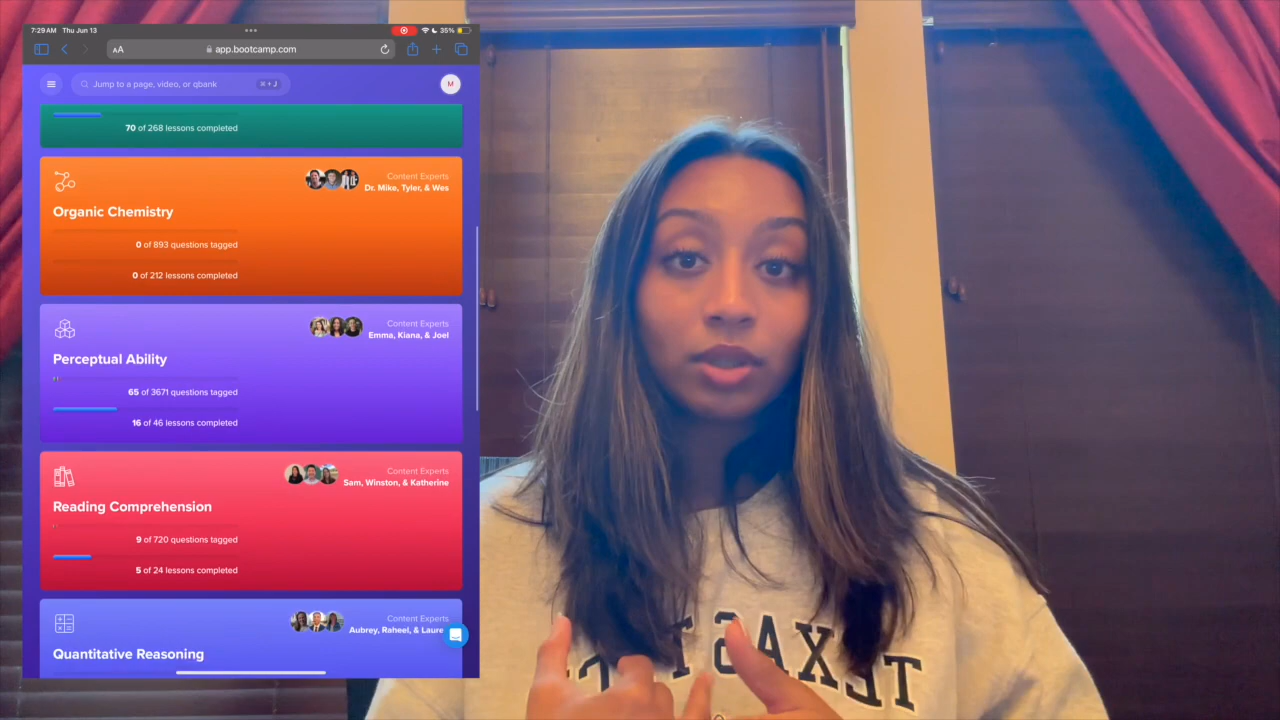 7:29 AM Thu Jun 13
35%
AA
app.bootcamp.com
Jump to a page, video, or qbank
⌘ + J
M
70 of 268 lessons completed
Content Experts
Dr. Mike, Tyler, & Wes
Organic Chemistry
0 of 893 questions tagged
0 of 212 lessons completed
Content Experts
Emma, Kiana, & Joel
Perceptual Ability
65 of 3671 questions tagged
16 of 46 lessons completed
Content Experts
Sam, Winston, & Katherine
Reading Comprehension
9 of 720 questions tagged
5 of 24 lessons completed
Content Experts
Aubrey, Raheel, & Laure
Quantitative Reasoning
TEXAS